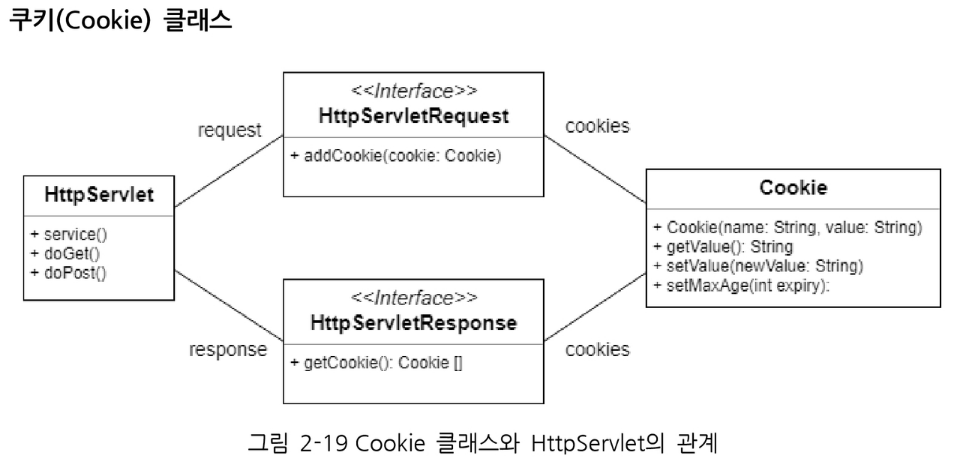 쿠키(Cookie) 클래스
<<Interface>>
HttpServletRequest
+ addCookie(cookie: Cookie)
request
cookies
HttpServlet
+ service()
+ doGet()
+ doPost()
Cookie
+ Cookie(name: String, value: String)
+ getValue(): String
+ setValue(newValue: String)
+ setMaxAge(int expiry):
<<Interface>>
HttpServletResponse
+ getCookie(): Cookie []
response
cookies
그림 2-19 Cookie 클래스와 HttpServlet의 관계